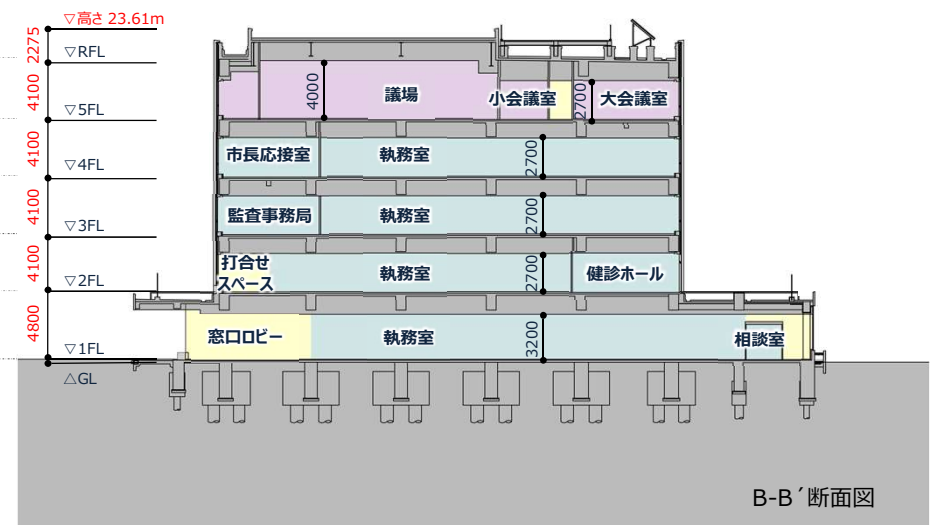 ▽高さ 23.61m
2275
▽RFL
4100
4000
議場
小会議室
2700
大会議室
▽5FL
4100
市長応接室
執務室
2700
▽4FL
4100
監査事務局
執務室
2700
▽3FL
4100
打合せ
スペース
執務室
2700
健診ホール
▽2FL
4800
窓口ロビー
執務室
3200
相談室
▽1FL
△GL
B-B´断面図